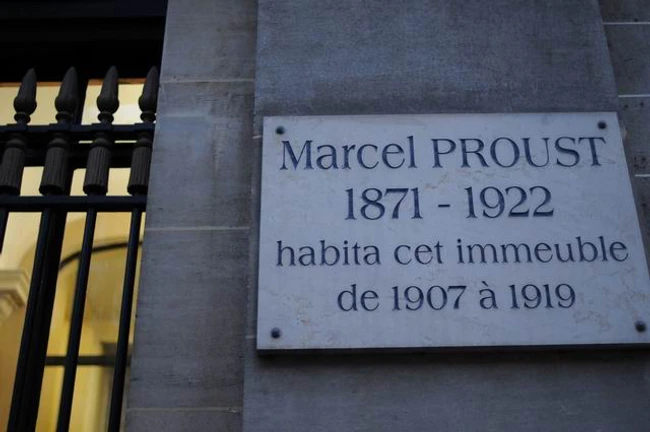 Marcel PROUST
1871 - 1922
habita cet immeuble
de 1907 à 1919